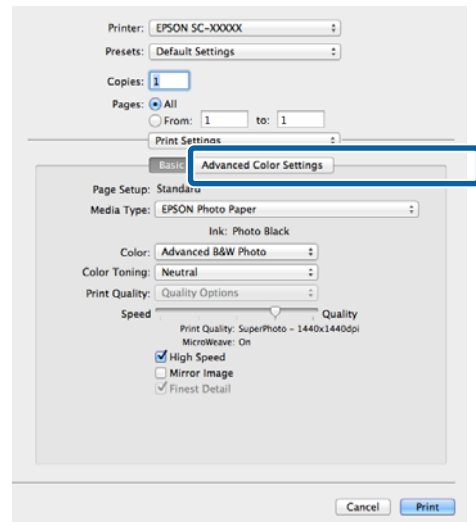 Printer: EPSON SC-XXXXX
Presets: Default Settings
Copies: 1
Pages: All
From: 1 to: 1
Print Settings
Basic Advanced Color Settings
Page Setup: Standard
Media Type: EPSON Photo Paper
Ink: Photo Black
Color: Advanced B&W Photo
Color Toning: Neutral
Print Quality: Quality Options
Speed Quality
Print Quality: SuperPhoto - 1440x1440dpi
MicroWeave: On
High Speed
Mirror Image
Finest Detail
Cancel Print